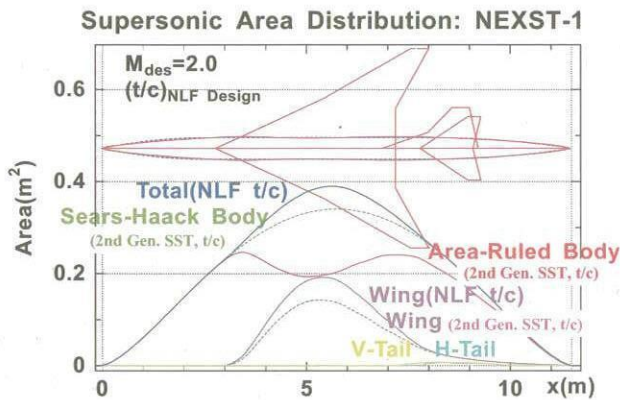 Supersonic Area Distribution: NEXST-1
M_des=2.0
(t/c)_NLF Design
0.6
0.4
Area(m²)
Total(NLF t/c)
Sears-Haack Body
(2nd Gen. SST, t/c)
Area-Ruled Body
(2nd Gen. SST, t/c)
0.2
Wing(NLF t/c)
Wing (2nd Gen. SST, t/c)
V-Tail H-Tail
0
0 5 10 x(m)